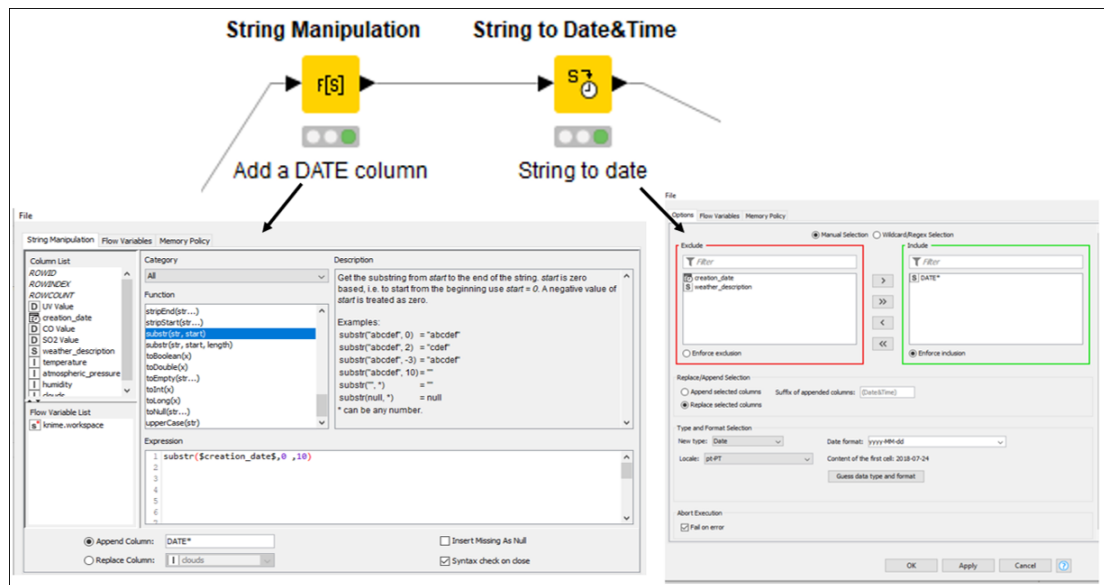 String Manipulation
String to Date&Time
F[S]
S
Add a DATE column
String to date
File
String Manipulation Flow Variables Memory Policy
Column List
ROWID
ROWINDEX
ROWCOUNT
D UV Value
creation_date
D CO Value
D SO2 Value
S weather_description
I temperature
I atmospheric_pressure
I humidity
I clouds
Flow Variable List
s knime.workspace
Category
All
Function
stripEnd(str...)
stripStart(str...)
substr(str, start)
substr(str, start, length)
toBoolean(x)
toDouble(x)
toEmpty(str...)
toInt(x)
toLong(x)
toNull(str...)
upperCase(str)
Description
Get the substring from start to the end of the string. start is zero
based, i.e. to start from the beginning use start = 0. A negative value of
start is treated as zero.
Examples:
substr("abcdef", 0) = "abcdef"
substr("abcdef", 2) = "cdef"
substr("abcdef", -3) = "abcdef"
substr("abcdef", 10) = ""
substr("", *) = ""
substr(null, *) = null
* can be any number.
Expression
1 substr($creation_date$,0 ,10)
2
3
4
5
6
Append Column: DATE*
Insert Missing As Null
Replace Column: I clouds
Syntax check on close
File
Options Flow Variables Memory Policy
Manual Selection Wildcard/Regex Selection
Exclude
Filter
creation_date
S weather_description
Enforce exclusion
>
>>
<
<<
Include
Filter
S DATE*
Enforce inclusion
Replace/Append Selection
Append selected columns Suffix of appended columns: (Date&Time)
Replace selected columns
Type and Format Selection
New type: Date Date format: yyyy-MM-dd
Locale: pt-PT Content of the first cell: 2018-07-24
Guess data type and format
Abort Execution
Fail on error
OK Apply Cancel ?